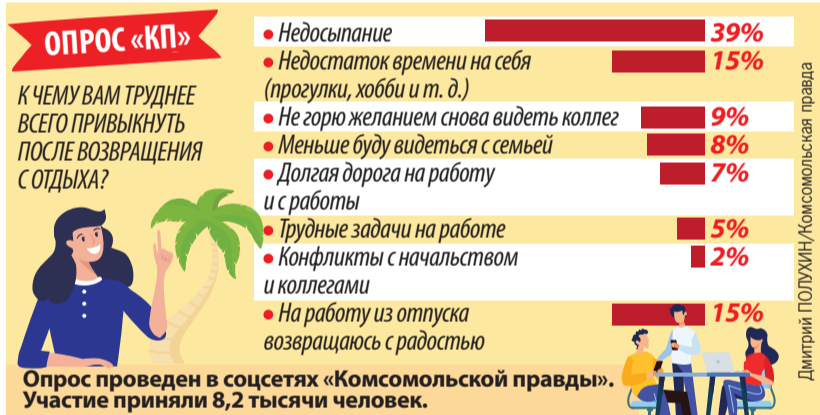 ОПРОС «КП»
К ЧЕМУ ВАМ ТРУДНЕЕ
ВСЕГО ПРИВЫКНУТЬ
ПОСЛЕ ВОЗВРАЩЕНИЯ
С ОТДЫХА?
• Недосыпание 39%
• Недостаток времени на себя 15%
(прогулки, хобби и т. д.)
• Не горю желанием снова видеть коллег 9%
• Меньше буду видеться с семьей 8%
• Долгая дорога на работу 7%
и с работы
• Трудные задачи на работе 5%
• Конфликты с начальством 2%
и коллегами
• На работу из отпуска 15%
возвращаюсь с радостью
Опрос проведен в соцсетях «Комсомольской правды».
Участие приняли 8,2 тысячи человек.
Дмитрий ПОЛУХИН/Комсомольская правда